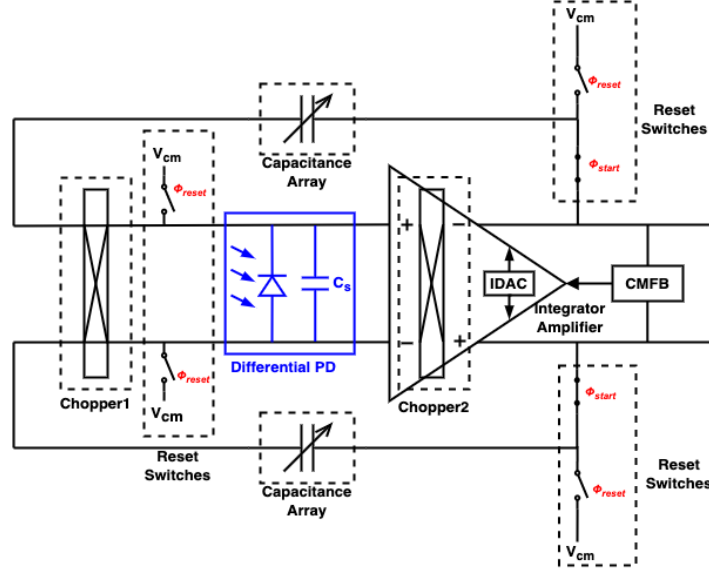 Vcm
Φreset
Reset
Switches
Φstart
Capacitance
Array
Vcm
Φreset
+
−
Cs
IDAC
Integrator
Amplifier
CMFB
−
+
Differential PD
Φreset
Vcm
Chopper1
Chopper2
Reset
Switches
Φstart
Reset
Switches
Φreset
Capacitance
Array
Vcm